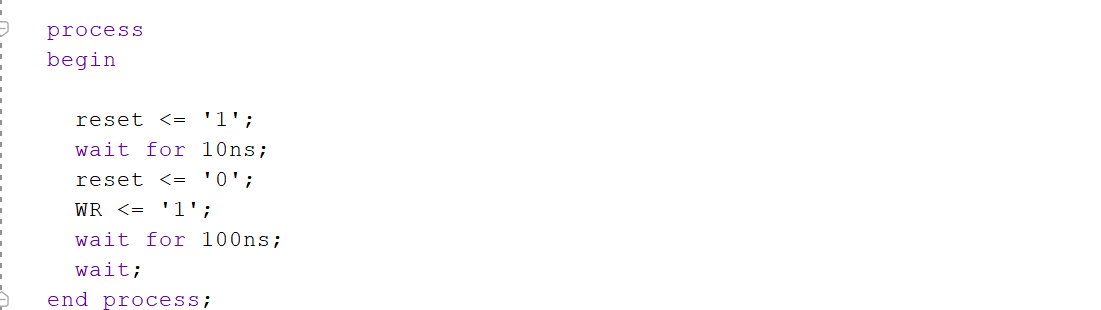 process
begin
reset <= '1';
wait for 10ns;
reset <= '0';
WR <= '1';
wait for 100ns;
wait;
end process;